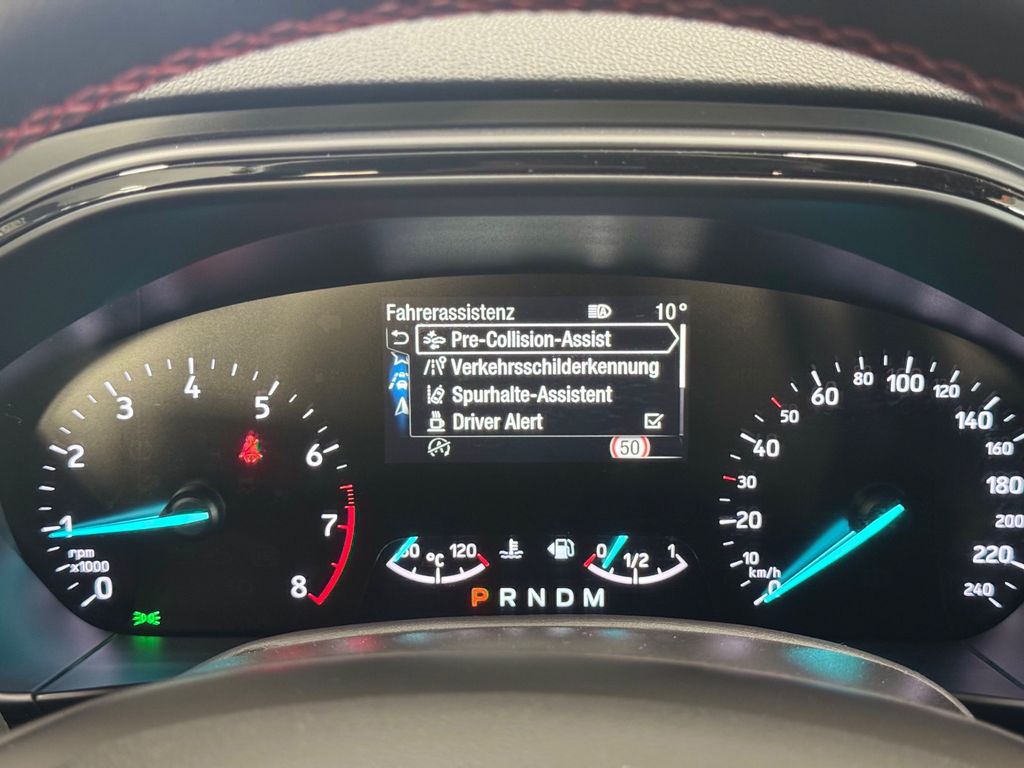 Fahrerassistenz 10°
Pre-Collision-Assist
Verkehrsschilderkennung
Spurhalte-Assistent
Driver Alert
50
0
1
2
3
4
5
6
7
8
rpm
x1000
60 °C 120
0 1/2 1
P R N D M
0
10
20
30
40
50
60
80
100
120
140
160
180
200
220
240
km/h